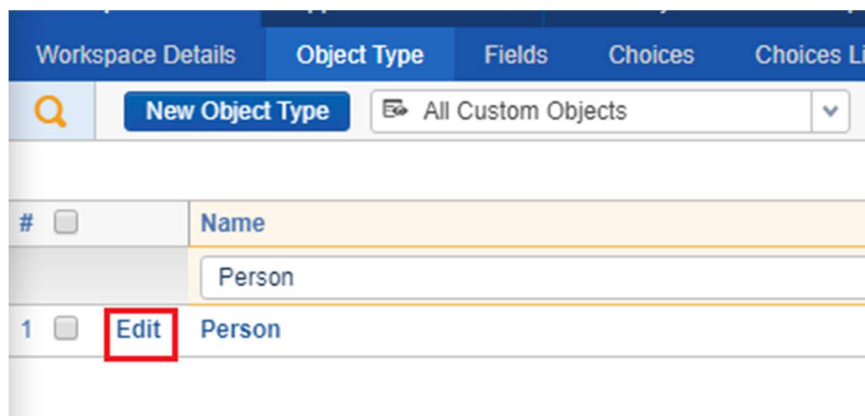 Workspace Details Object Type Fields Choices Choices Li
New Object Type All Custom Objects
# Name
Person
1 Edit Person